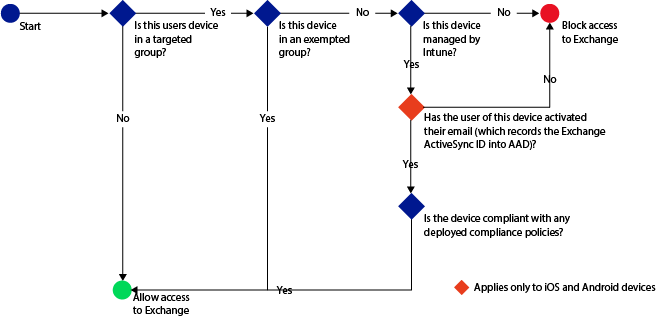 Start
Is this users device
in a targeted
group?
Yes
Is this device
in an exempted
group?
No
Is this device
managed by
Intune?
No
Block access
to Exchange
Yes
No
No
Yes
Has the user of this device activated
their email (which records the Exchange
ActiveSync ID into AAD)?
Yes
Is the device compliant with any
deployed compliance policies?
Yes
Allow access
to Exchange
Applies only to iOS and Android devices